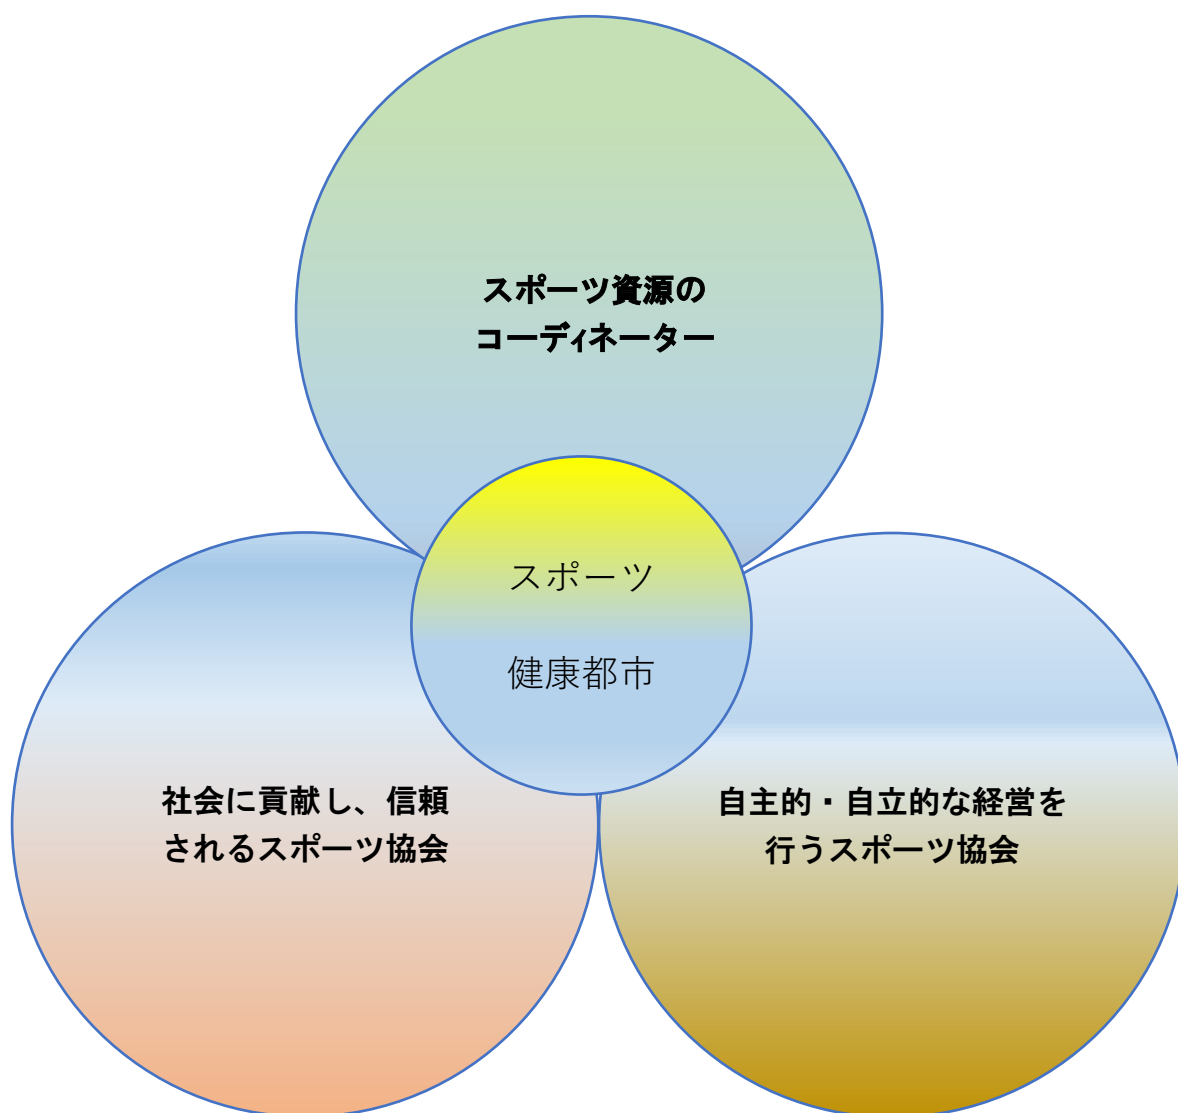 スポーツ資源の
コーディネーター
スポーツ
健康都市
社会に貢献し、信頼
されるスポーツ協会
自主的・自立的な経営を
行うスポーツ協会